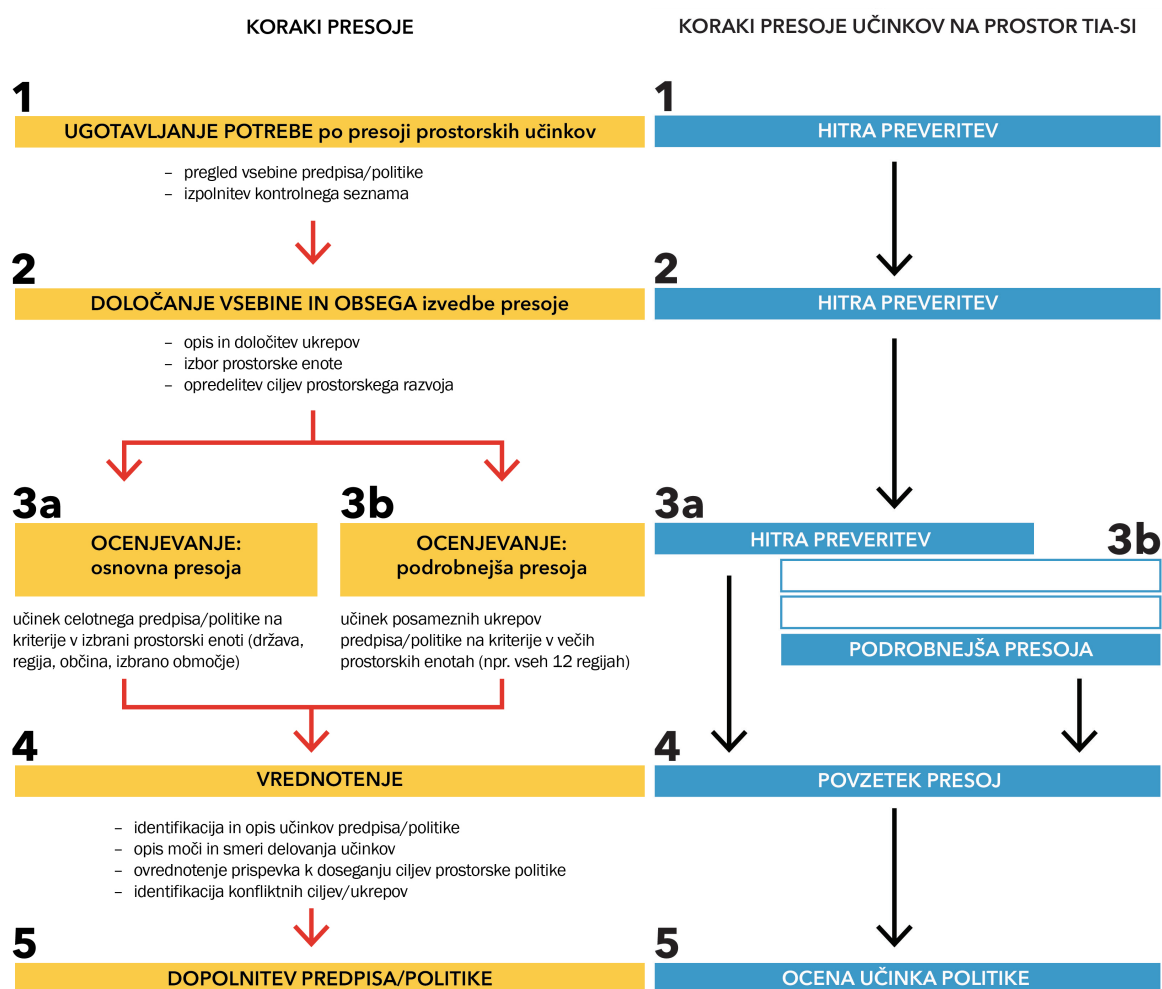 KORAKI PRESOJE
1
UGOTAVLJANJE POTREBE po presoji prostorskih učinkov
– pregled vsebine predpisa/politike
– izpolnitev kontrolnega seznama
2
DOLOČANJE VSEBINE IN OBSEGA izvedbe presoje
– opis in določitev ukrepov
– izbor prostorske enote
– opredelitev ciljev prostorskega razvoja
3a
OCENJEVANJE:
osnovna presoja
učinek celotnega predpisa/politike na
kriterije v izbrani prostorski enoti (država,
regija, občina, izbrano območje)
3b
OCENJEVANJE:
podrobnejša presoja
učinek posameznih ukrepov
predpisa/politike na kriterije v večih
prostorskih enotah (npr. vseh 12 regijah)
4
VREDNOTENJE
– identifikacija in opis učinkov predpisa/politike
– opis moči in smeri delovanja učinkov
– ovrednotenje prispevka k doseganju ciljev prostorske politike
– identifikacija konfliktnih ciljev/ukrepov
5
DOPOLNITEV PREDPISA/POLITIKE
KORAKI PRESOJE UČINKOV NA PROSTOR TIA-SI
1
HITRA PREVERITEV
2
HITRA PREVERITEV
3a
HITRA PREVERITEV
3b
PODROBNEJŠA PRESOJA
4
POVZETEK PRESOJ
5
OCENA UČINKA POLITIKE